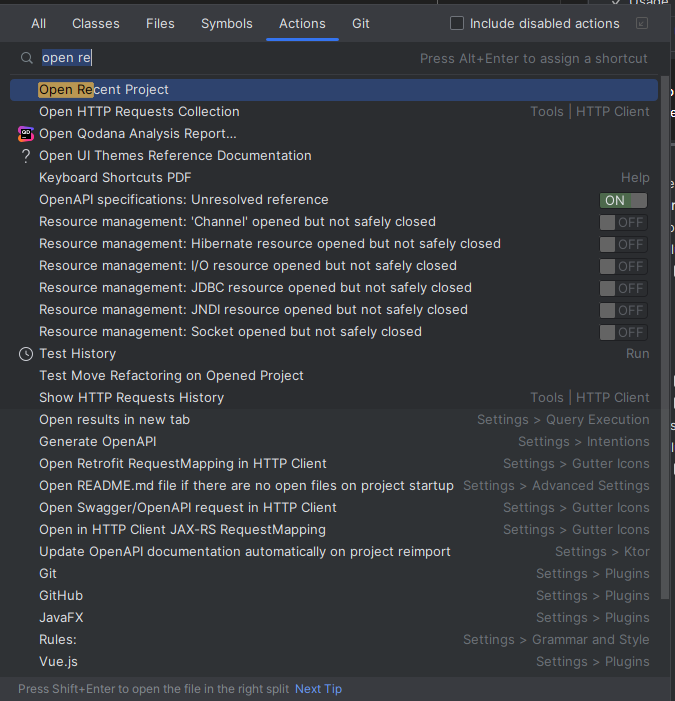 All Classes Files Symbols Actions Git Include disabled actions
open re Press Alt+Enter to assign a shortcut
Open Recent Project
Open HTTP Requests Collection Tools | HTTP Client
Open Qodana Analysis Report...
? Open UI Themes Reference Documentation
Keyboard Shortcuts PDF Help
OpenAPI specifications: Unresolved reference ON
Resource management: 'Channel' opened but not safely closed OFF
Resource management: Hibernate resource opened but not safely closed OFF
Resource management: I/O resource opened but not safely closed OFF
Resource management: JDBC resource opened but not safely closed OFF
Resource management: JNDI resource opened but not safely closed OFF
Resource management: Socket opened but not safely closed OFF
Test History Run
Test Move Refactoring on Opened Project
Show HTTP Requests History Tools | HTTP Client
Open results in new tab Settings > Query Execution
Generate OpenAPI Settings > Intentions
Open Retrofit RequestMapping in HTTP Client Settings > Gutter Icons
Open README.md file if there are no open files on project startup Settings > Advanced Settings
Open Swagger/OpenAPI request in HTTP Client Settings > Gutter Icons
Open in HTTP Client JAX-RS RequestMapping Settings > Gutter Icons
Update OpenAPI documentation automatically on project reimport Settings > Ktor
Git Settings > Plugins
GitHub Settings > Plugins
JavaFX Settings > Plugins
Rules: Settings > Grammar and Style
Vue.js Settings > Plugins
Press Shift+Enter to open the file in the right split Next Tip